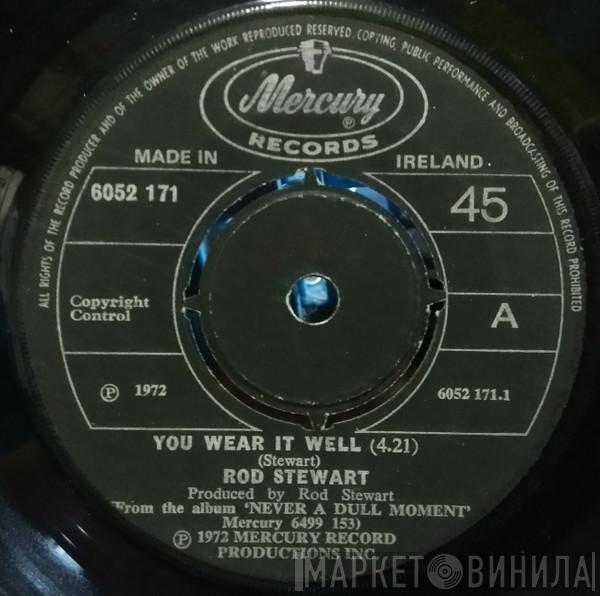 ALL RIGHTS OF THE RECORD PRODUCER AND OF THE OWNER OF THE WORK REPRODUCED RESERVED. COPYING, PUBLIC PERFORMANCE AND BROADCASTING OF THIS RECORD PROHIBITED
Mercury
®
RECORDS
MADE IN IRELAND.
6052 171
45
Copyright
Control
A
℗ 1972
6052 171.1
YOU WEAR IT WELL (4.21)
(Stewart)
ROD STEWART
Produced by Rod Stewart
(From the album 'NEVER A DULL MOMENT'
Mercury 6499 153)
℗ 1972 MERCURY RECORD
PRODUCTIONS INC.
МАРКЕТ ВИНИЛА